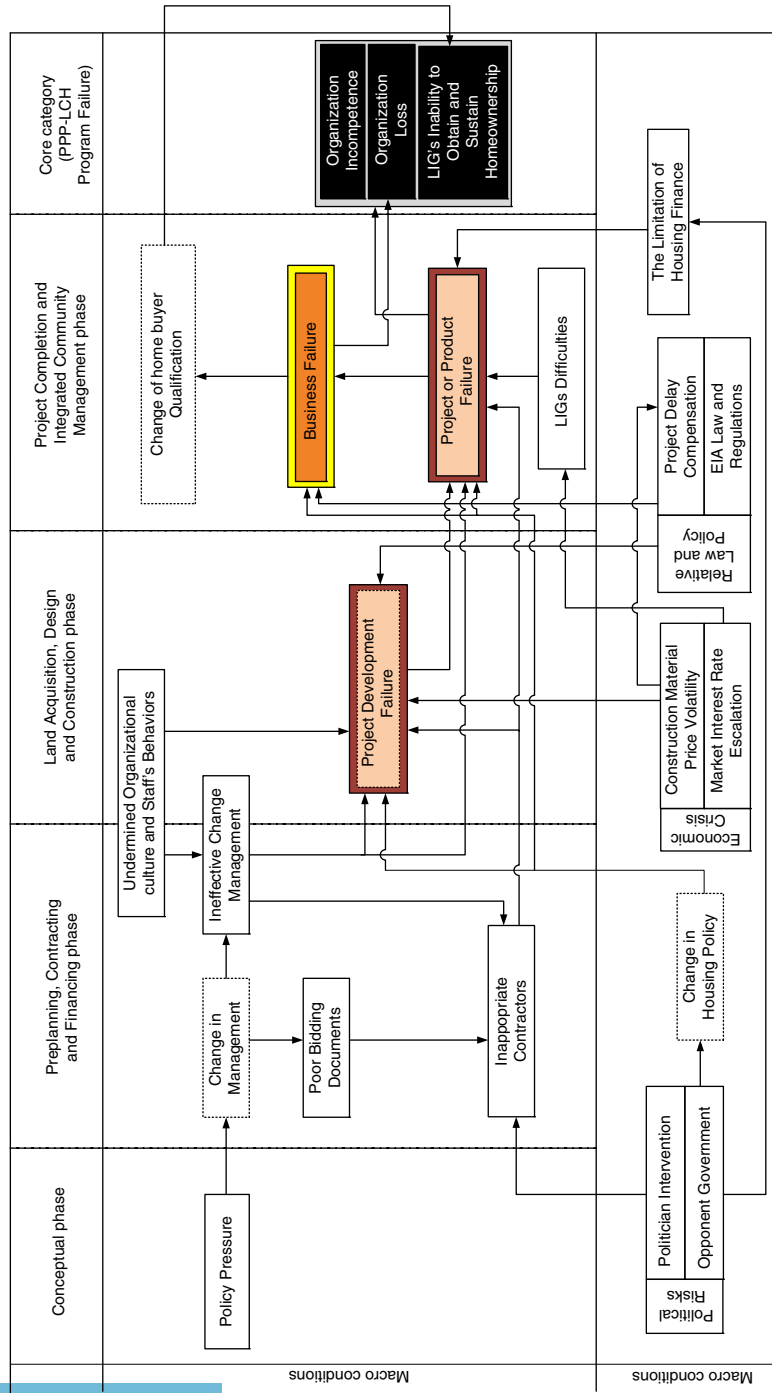 Conceptual phase
Preplanning, Contracting
and Financing phase
Land Acquisition, Design
and Construction phase
Project Completion and
Integrated Community
Management phase
Core category
(PPP-LCH
Program Failure)
Macro conditions
Policy Pressure
Change in
Management
Poor Bidding
Documents
Inappopriate
Contractors
Undermined Organizational
culture and Staff's Behaviors
Ineffective Change
Management
Project Development
Failure
Change of home buyer
Qualification
Business Failure
Project or Product
Failure
LIGs Difficulties
Organization
Incompetence
Organization
Loss
LIG's Inability to
Obtain and
Sustain
Homeownership
Macro conditions
Political
Risks
Politician Intervention
Opponent Government
Change in
Housing Policy
Economic
Crisis
Construction Material
Price Volatility
Market Interest Rate
Escalation
Relative
Law and
Policy
Project Delay
Compensation
EIA Law and
Regulations
The Limitation of
Housing Finance